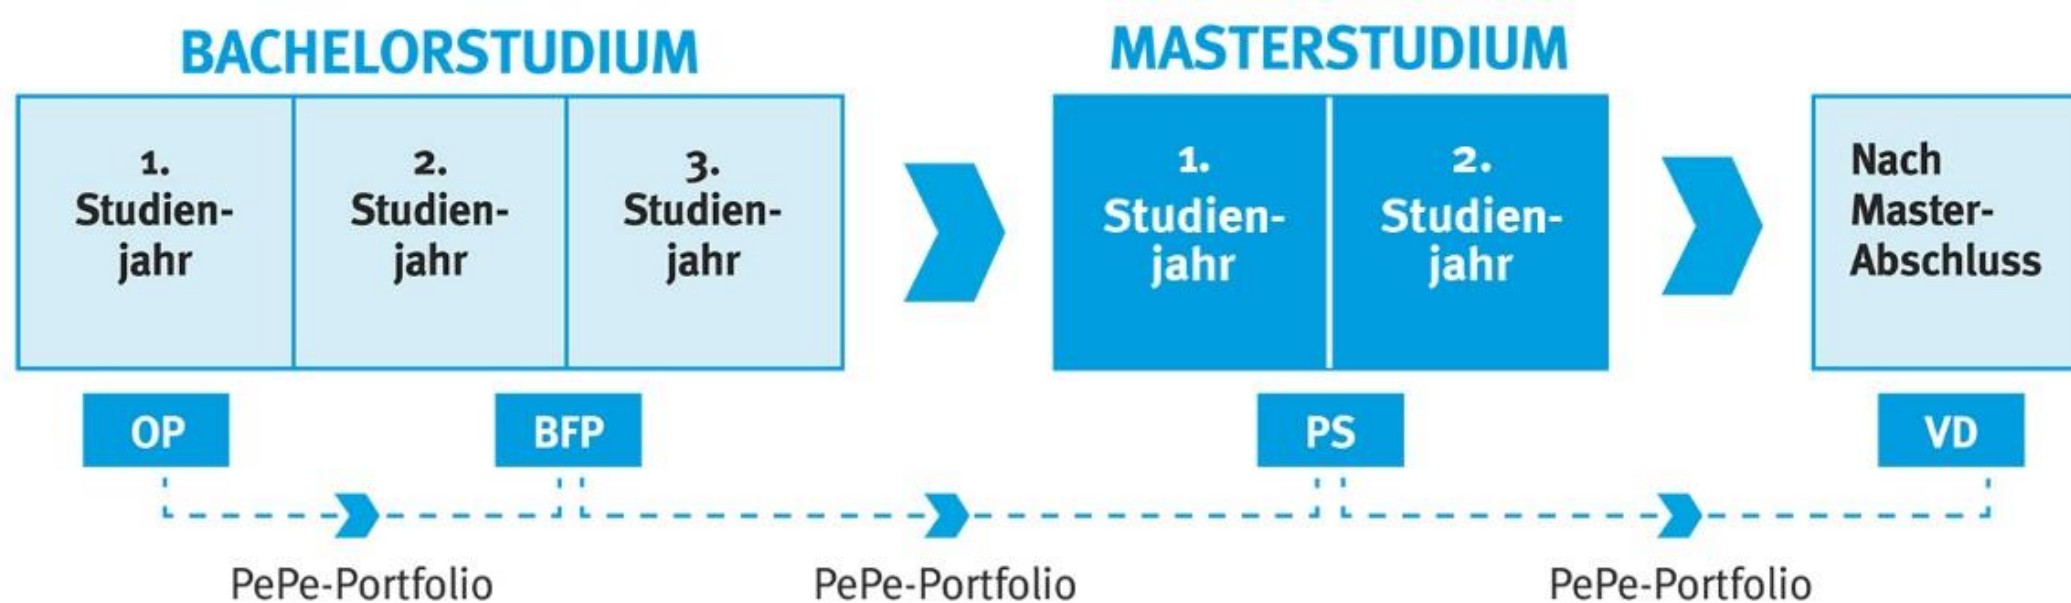 BACHELORSTUDIUM
1.
Studien-
jahr
2.
Studien-
jahr
3.
Studien-
jahr
MASTERSTUDIUM
1.
Studien-
jahr
2.
Studien-
jahr
Nach
Master-
Abschluss
OP
BFP
PS
VD
PePe-Portfolio
PePe-Portfolio
PePe-Portfolio